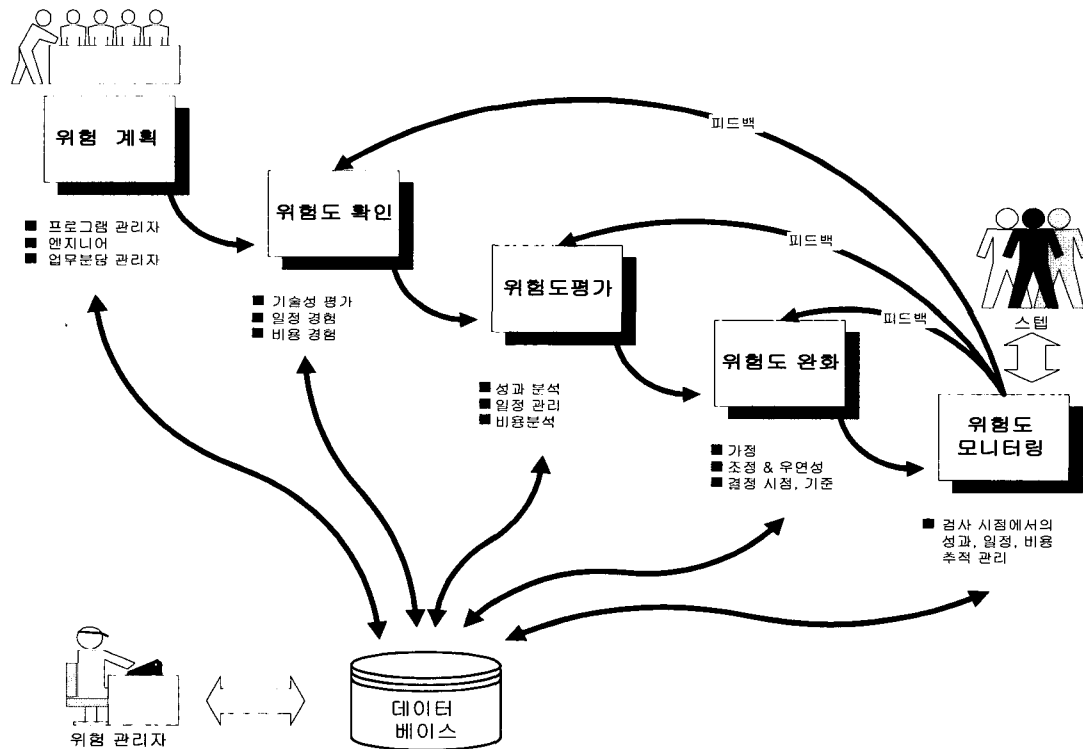 위험 계획
프로그램 관리자
엔지니어
업무분당 관리자
위험도 확인
기술성 평가
일정 경험
비용 경험
위험도평가
성과 분석
임정 관리
비용분석
위험도 완화
가정
조정 & 우연성
결정 시점, 기준
위험도
모니터링
검사 시점에서의
성과, 일정, 비용
추적 관리
피드백
피드백
피드백
스텝
데이터
베이스
위험 관리자